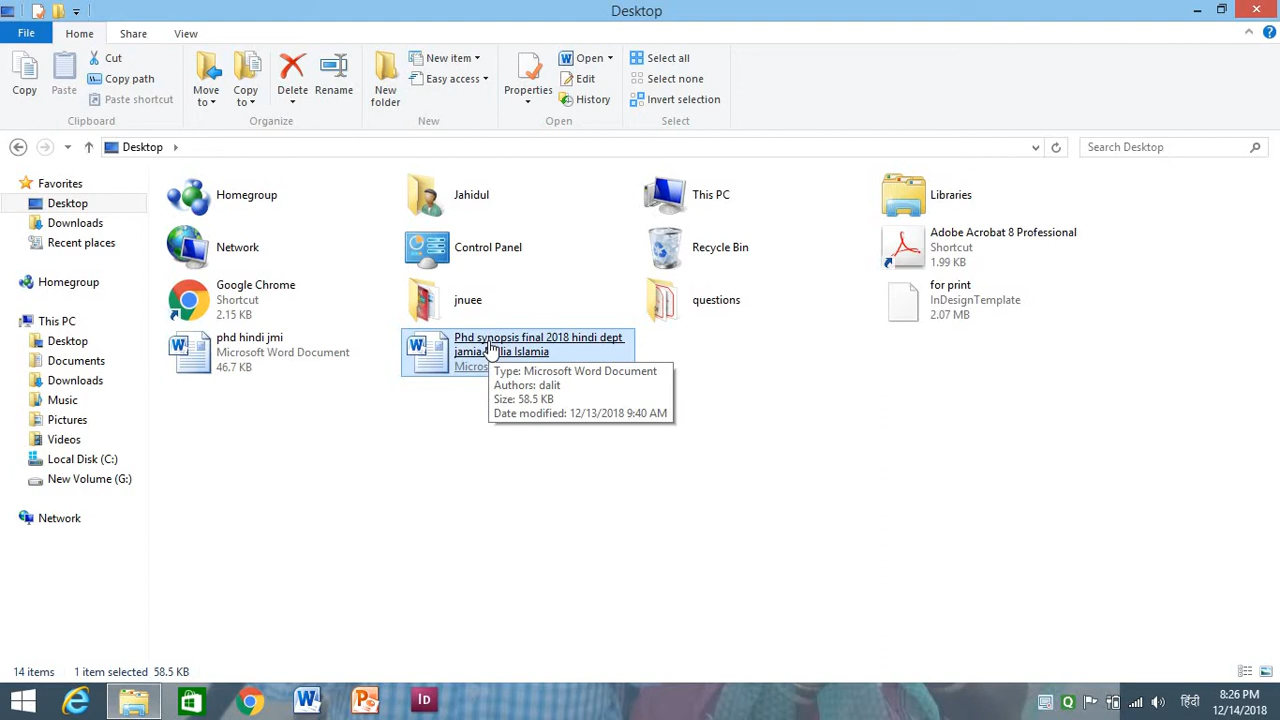 Desktop
File
Home
Share
View
Copy
Paste
Cut
Copy path
Paste shortcut
Clipboard
Move to
Copy to
Delete
Rename
Organize
New folder
New item
Easy access
New
Properties
Open
Edit
History
Open
Select all
Select none
Invert selection
Select
Desktop
Search Desktop
Favorites
Desktop
Downloads
Recent places
Homegroup
This PC
Desktop
Documents
Downloads
Music
Pictures
Videos
Local Disk (C:)
New Volume (G:)
Network
Homegroup
Jahidul
This PC
Libraries
Network
Control Panel
Recycle Bin
Adobe Acrobat 8 Professional
Shortcut
1.99 KB
Google Chrome
Shortcut
2.15 KB
jnuee
questions
for print
InDesignTemplate
2.07 MB
phd hindi jmi
Microsoft Word Document
46.7 KB
Phd synopsis final 2018 hindi dept
Islamia
Type: Microsoft Word Document
Authors: dalit
Size: 58.5 KB
Date modified: 12/13/2018 9:40 AM
14 items
1 item selected 58.5 KB
हिंदी
8:26 PM
12/14/2018